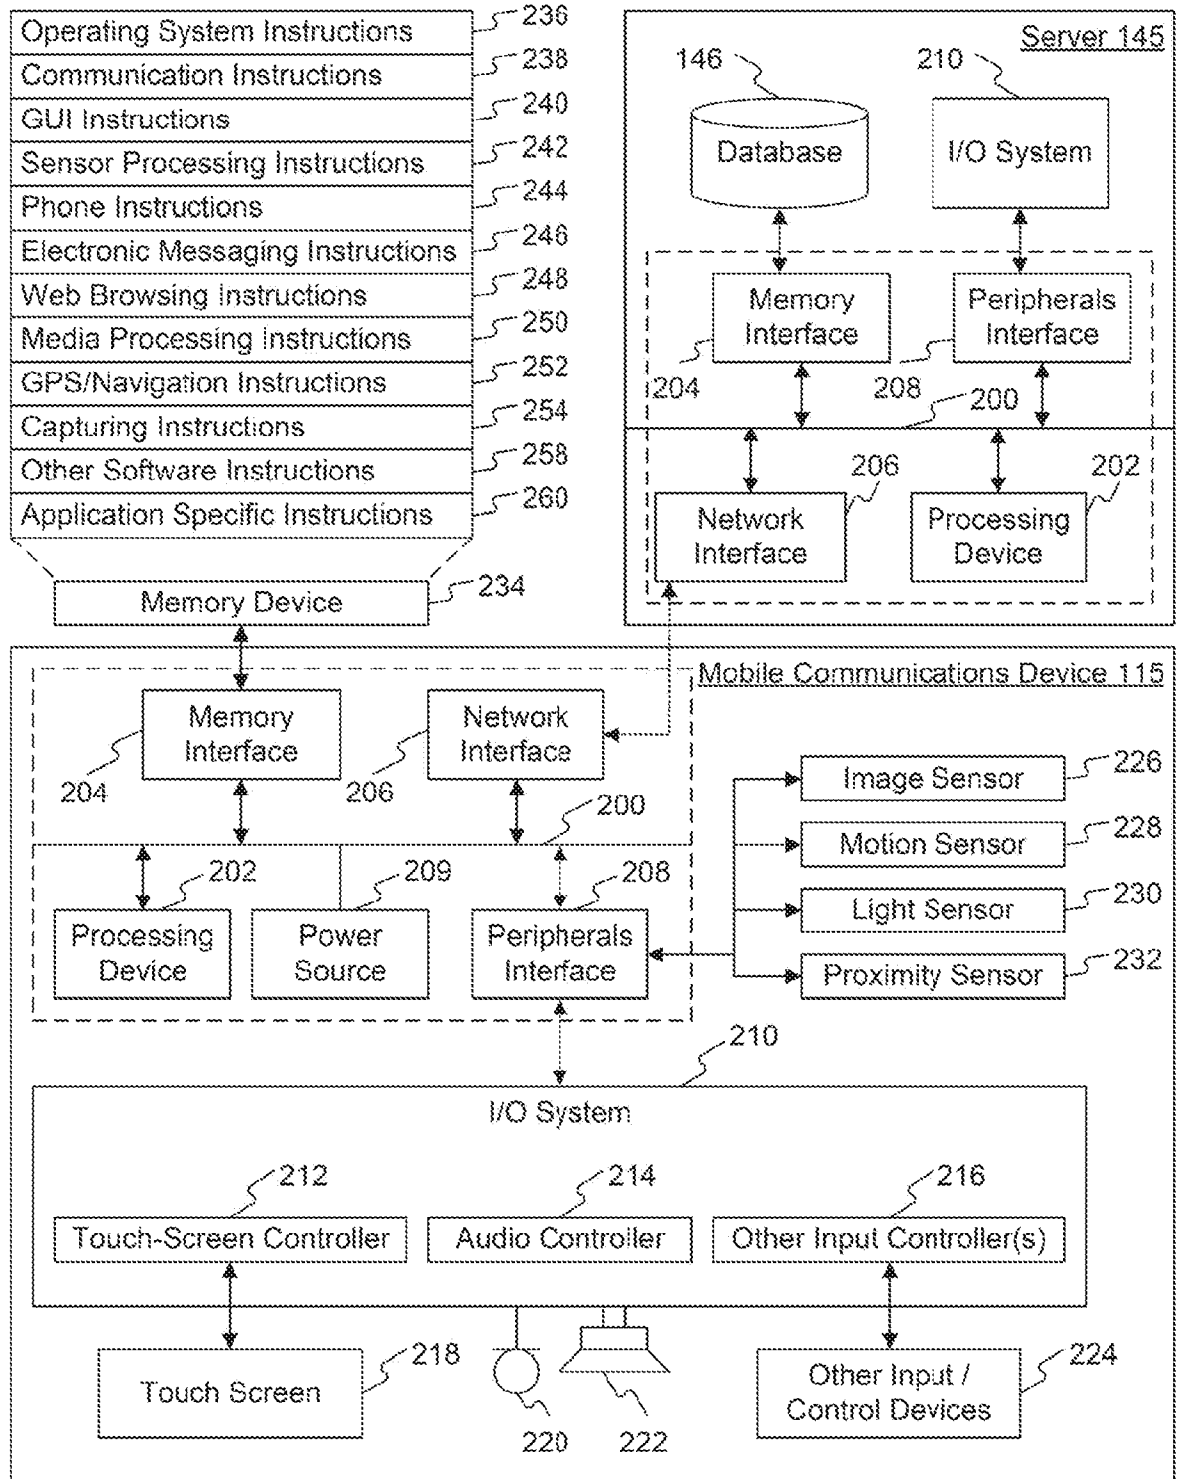 Operating System Instructions 236
Communication Instructions 238
GUI Instructions 240
Sensor Processing Instructions 242
Phone Instructions 244
Electronic Messaging Instructions 246
Web Browsing Instructions 248
Media Processing Instructions 250
GPS/Navigation Instructions 252
Capturing Instructions 254
Other Software Instructions 258
Application Specific Instructions 260
Memory Device 234
Server 145
146
210
Database
I/O System
Memory
Interface
Peripherals
Interface
204
208
200
206
202
Network
Interface
Processing
Device
Mobile Communications Device 115
Memory
Interface
Network
Interface
204
206
200
202
209
208
Processing
Device
Power
Source
Peripherals
Interface
Image Sensor 226
Motion Sensor 228
Light Sensor 230
Proximity Sensor 232
210
I/O System
212
214
216
Touch-Screen Controller
Audio Controller
Other Input Controller(s)
218
Touch Screen
220
222
224
Other Input /
Control Devices